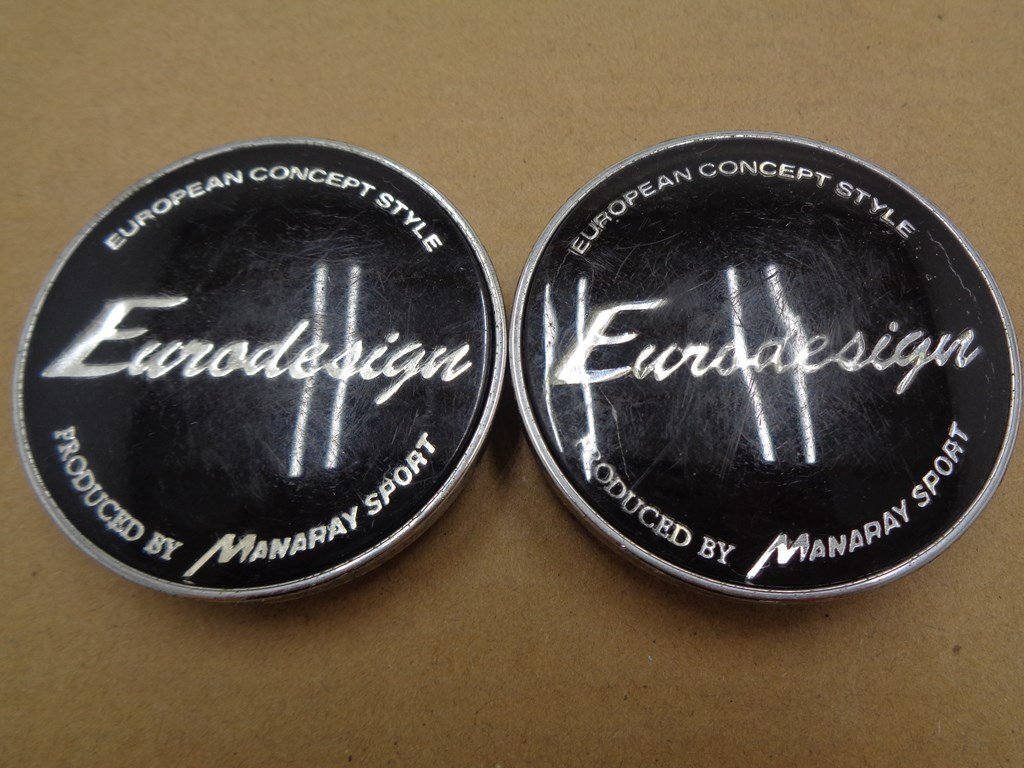 EUROPEAN CONCEPT STYLE
Eurodesign
PRODUCED BY MANARAY SPORT
EUROPEAN CONCEPT STYLE
Eurodesign
PRODUCED BY MANARAY SPORT